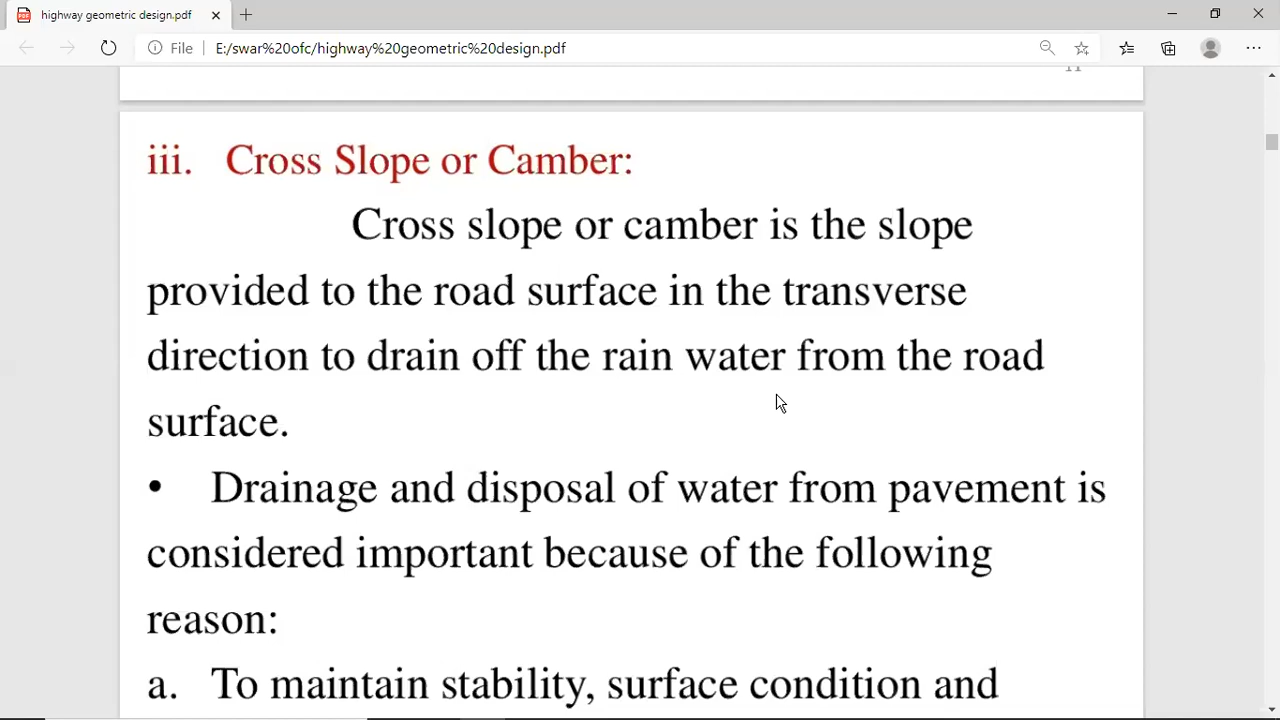 highway geometric design.pdf
File E:/swar%20ofc/highway%20geometric%20design.pdf
iii. Cross Slope or Camber:
Cross slope or camber is the slope
provided to the road surface in the transverse
direction to drain off the rain water from the road
surface.
• Drainage and disposal of water from pavement is
considered important because of the following
reason:
a. To maintain stability, surface condition and